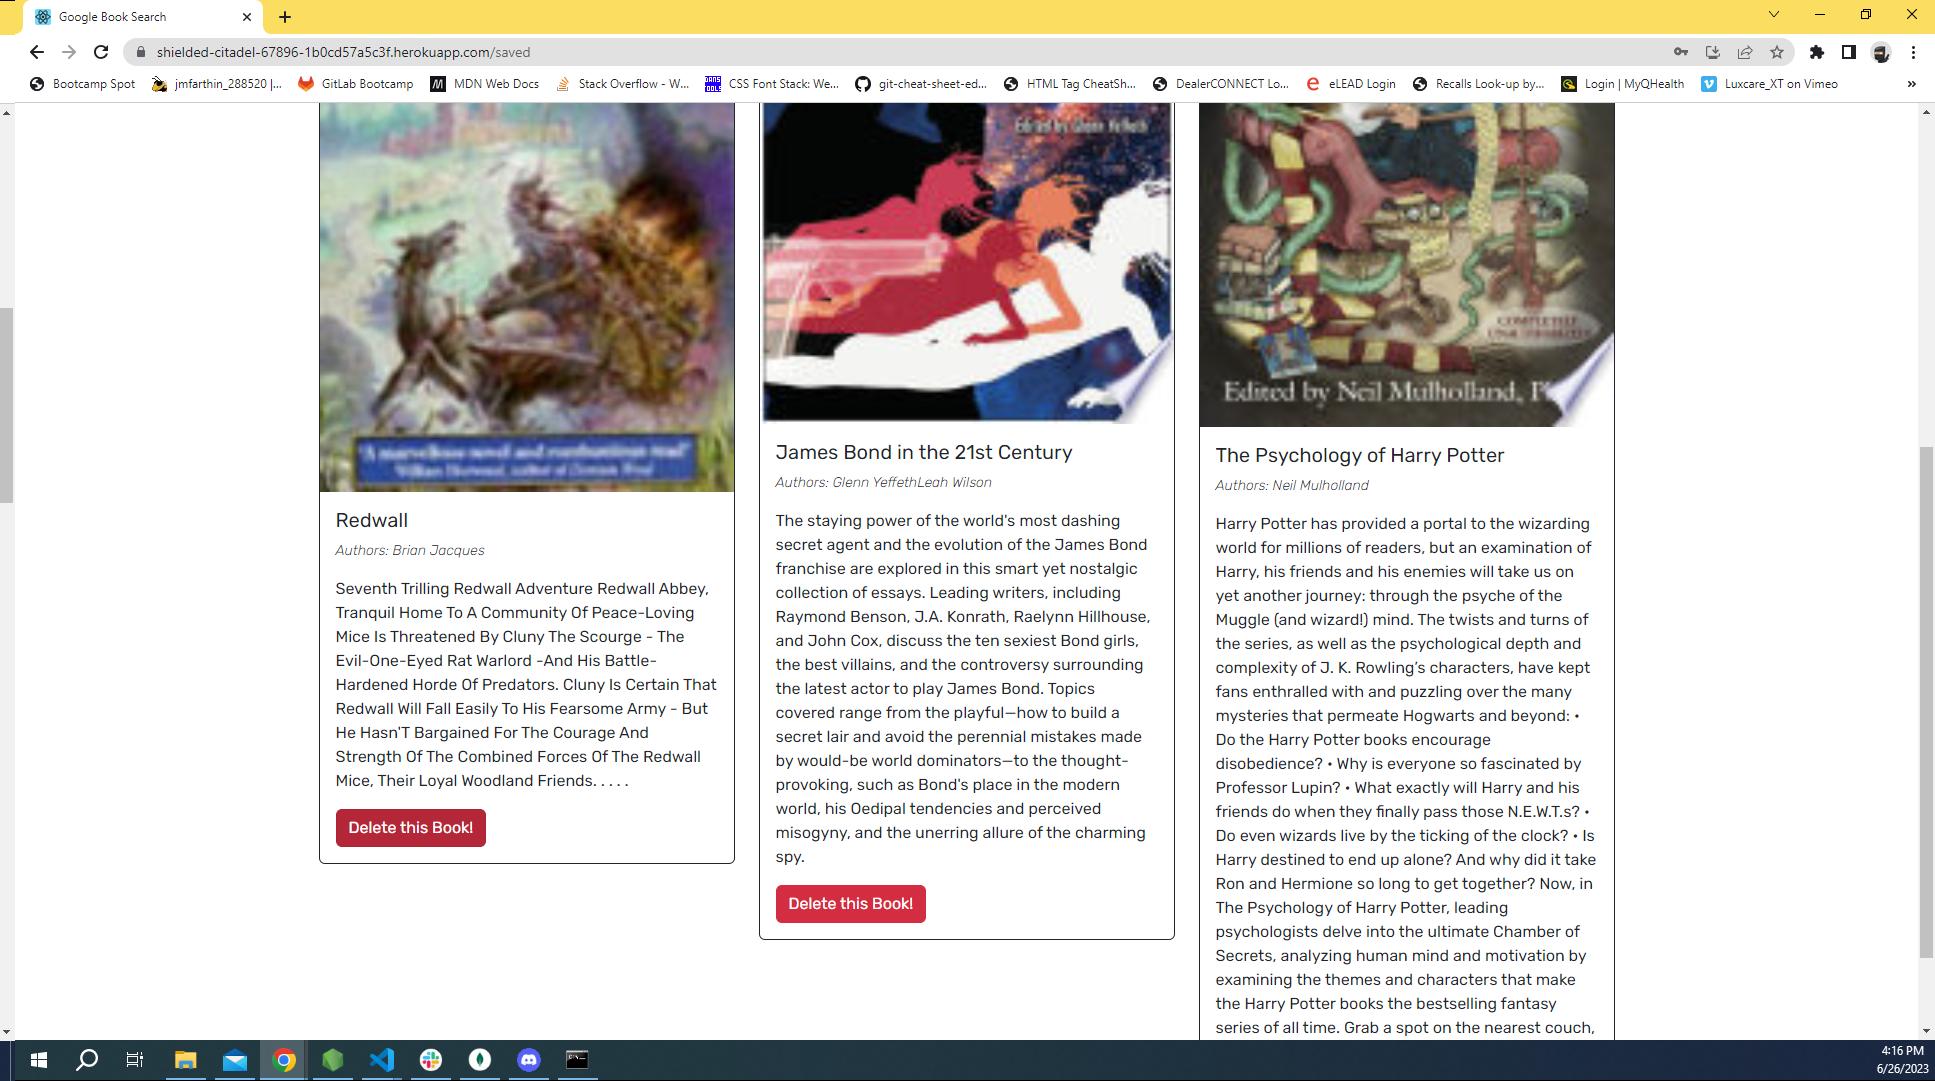 Google Book Search
shielded-citadel-67896-1b0cd57a5c3f.herokuapp.com/saved
Bootcamp Spot
jmfarthin_288520 |...
GitLab Bootcamp
MDN Web Docs
Stack Overflow - W...
CSS Font Stack: We...
git-cheat-sheet-ed...
HTML Tag CheatSh...
DealerCONNECT Lo...
eLEAD Login
Recalls Look-up by...
Login | MyQHealth
Luxcare_XT on Vimeo
»
"A marvellous novel and rumbustious read"
Redwall
Authors: Brian Jacques
Seventh Trilling Redwall Adventure Redwall Abbey,
Tranquil Home To A Community Of Peace-Loving
Mice Is Threatened By Cluny The Scourge - The
Evil-One-Eyed Rat Warlord -And His Battle-
Hardened Horde Of Predators. Cluny Is Certain That
Redwall Will Fall Easily To His Fearsome Army - But
He Hasn'T Bargained For The Courage And
Strength Of The Combined Forces Of The Redwall
Mice, Their Loyal Woodland Friends. . . . .
Delete this Book!
Edited by Glenn Yeffeth
James Bond in the 21st Century
Authors: Glenn YeffethLeah Wilson
The staying power of the world's most dashing
secret agent and the evolution of the James Bond
franchise are explored in this smart yet nostalgic
collection of essays. Leading writers, including
Raymond Benson, J.A. Konrath, Raelynn Hillhouse,
and John Cox, discuss the ten sexiest Bond girls,
the best villains, and the controversy surrounding
the latest actor to play James Bond. Topics
covered range from the playful—how to build a
secret lair and avoid the perennial mistakes made
by would-be world dominators—to the thought-
provoking, such as Bond's place in the modern
world, his Oedipal tendencies and perceived
misogyny, and the unerring allure of the charming
spy.
Delete this Book!
COMPLETELY
UNAUTHORIZED
Edited by Neil Mulholland, P
The Psychology of Harry Potter
Authors: Neil Mulholland
Harry Potter has provided a portal to the wizarding
world for millions of readers, but an examination of
Harry, his friends and his enemies will take us on
yet another journey: through the psyche of the
Muggle (and wizard!) mind. The twists and turns of
the series, as well as the psychological depth and
complexity of J. K. Rowling’s characters, have kept
fans enthralled with and puzzling over the many
mysteries that permeate Hogwarts and beyond: •
Do the Harry Potter books encourage
disobedience? • Why is everyone so fascinated by
Professor Lupin? • What exactly will Harry and his
friends do when they finally pass those N.E.W.T.s? •
Do even wizards live by the ticking of the clock? • Is
Harry destined to end up alone? And why did it take
Ron and Hermione so long to get together? Now, in
The Psychology of Harry Potter, leading
psychologists delve into the ultimate Chamber of
Secrets, analyzing human mind and motivation by
examining the themes and characters that make
the Harry Potter books the bestselling fantasy
series of all time. Grab a spot on the nearest couch,
4:16 PM
6/26/2023